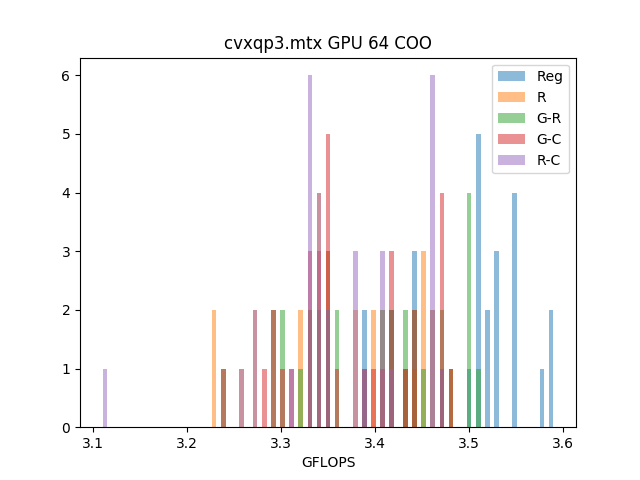 cvxqp3.mtx GPU 64 COO
Reg
R
G-R
G-C
R-C
6
5
4
3
2
1
0
3.1 3.2 3.3 3.4 3.5 3.6
GFLOPS